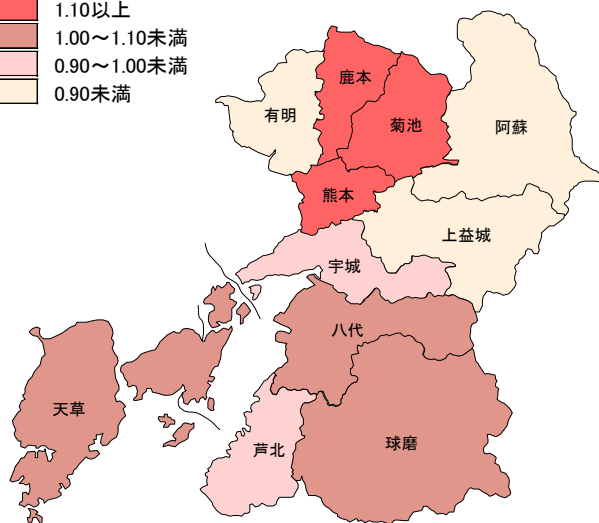 1.10以上
1.00～1.10未満
0.90～1.00未満
0.90未満
鹿本
有明
菊池
阿蘇
熊本
上益城
宇城
八代
天草
球磨
芦北